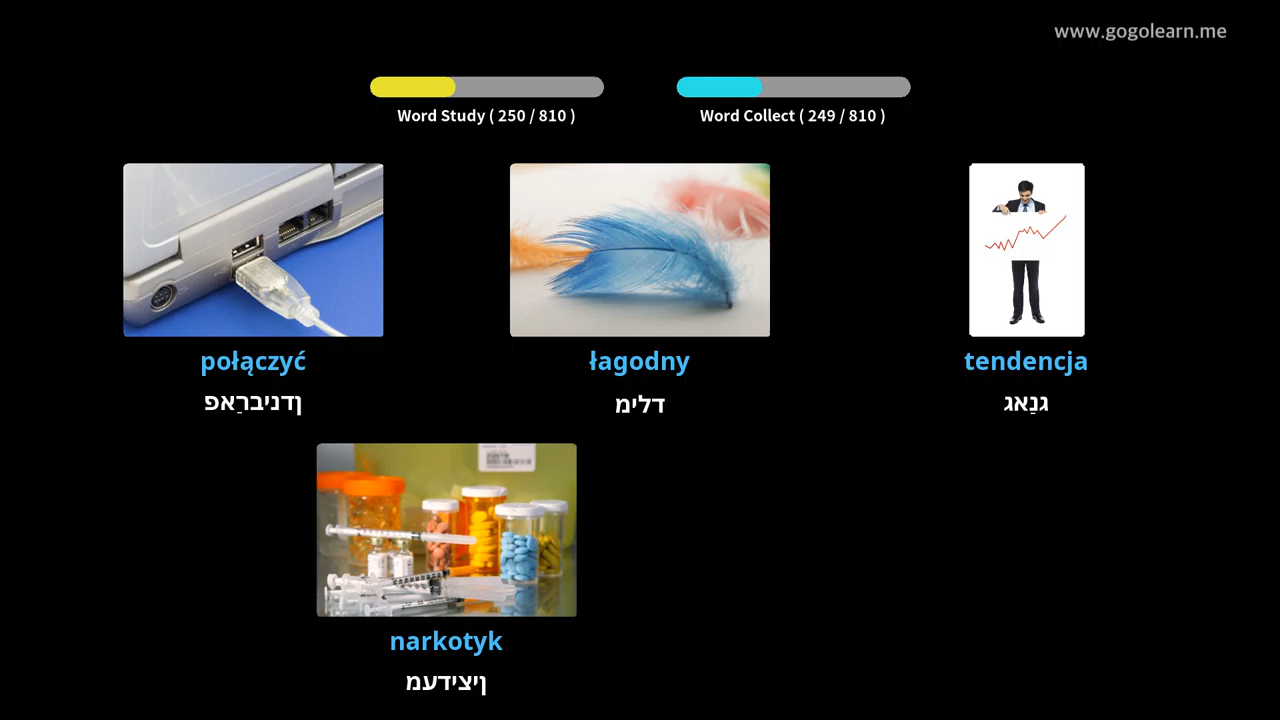 www.gogolearn.me
Word Study ( 250 / 810 )
Word Collect ( 249 / 810 )
połączyć
פאַרבינדן
łagodny
מילד
tendencja
גאַנג
narkotyk
מעדיצין